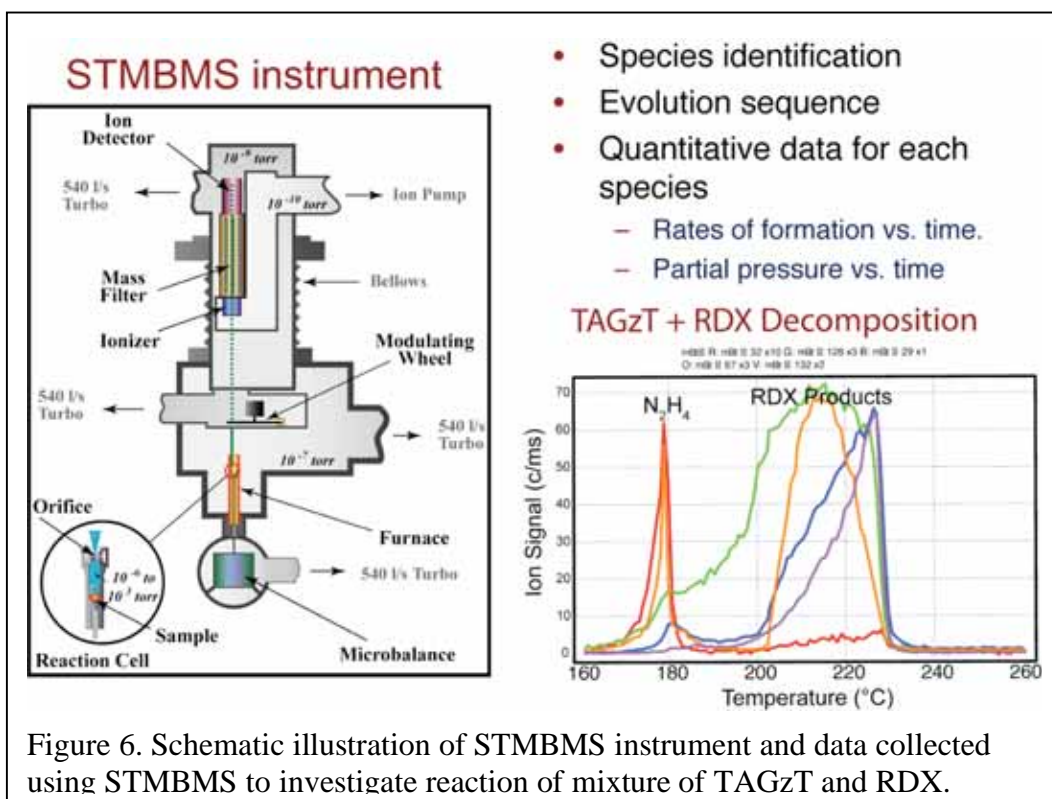 STMBMS instrument
Ion
Detector
10⁻⁸ torr
540 l/s
Turbo
Ion Pump
10⁻¹⁰ torr
Mass
Filter
Bellows
Ionizer
Modulating
Wheel
540 l/s
Turbo
540 l/s
Turbo
10⁻⁷ torr
Orifice
Furnace
10⁻⁶ to
10³ torr
540 l/s Turbo
Sample
Reaction Cell
Microbalance
• Species identification
• Evolution sequence
• Quantitative data for each
species
– Rates of formation vs. time.
– Partial pressure vs. time
TAGzT + RDX Decomposition
70
60
50
40
30
20
10
0
Ion Signal (c/ms)
N₂H₄
RDX Products
160
180
200
220
240
260
Temperature (°C)
Figure 6. Schematic illustration of STMBMS instrument and data collected
using STMBMS to investigate reaction of mixture of TAGzT and RDX.